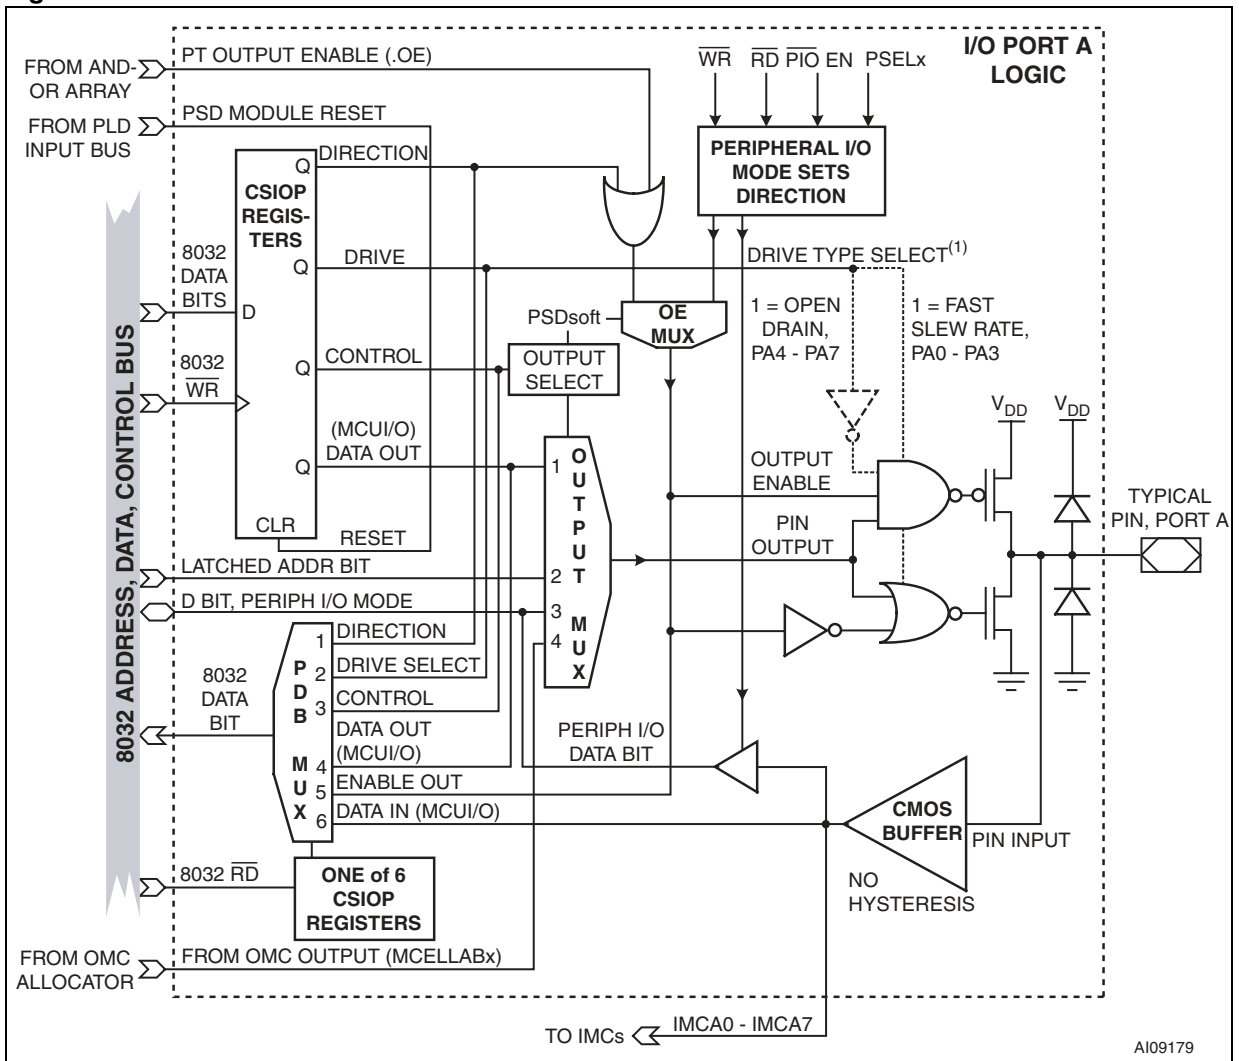 I/O PORT A
LOGIC
FROM AND-
OR ARRAY
PT OUTPUT ENABLE (.OE)
WR RD PIO EN PSELx
FROM PLD
INPUT BUS
PSD MODULE RESET
PERIPHERAL I/O
MODE SETS
DIRECTION
DIRECTION
Q
CSIOP
REGIS-
TERS
8032
DATA
BITS
D
Q
DRIVE
DRIVE TYPE SELECT(1)
1 = OPEN
DRAIN,
PA4 - PA7
1 = FAST
SLEW RATE,
PA0 - PA3
PSDsoft
OE
MUX
OUTPUT
SELECT
8032
WR
Q
CONTROL
(MCUI/O)
DATA OUT
Q
CLR
RESET
8032 ADDRESS, DATA, CONTROL BUS
1
2
3
4
OUTPUT MUX
OUTPUT
ENABLE
PIN
OUTPUT
VDD
VDD
TYPICAL
PIN, PORT A
LATCHED ADDR BIT
D BIT, PERIPH I/O MODE
8032
DATA
BIT
PDB MUX
1 DIRECTION
2 DRIVE SELECT
3 CONTROL
DATA OUT
4 (MCUI/O)
5 ENABLE OUT
6 DATA IN (MCUI/O)
PERIPH I/O
DATA BIT
CMOS
BUFFER
PIN INPUT
NO
HYSTERESIS
8032 RD
ONE of 6
CSIOP
REGISTERS
FROM OMC
ALLOCATOR
FROM OMC OUTPUT (MCELLABx)
TO IMCs
IMCA0 - IMCA7
AI09179